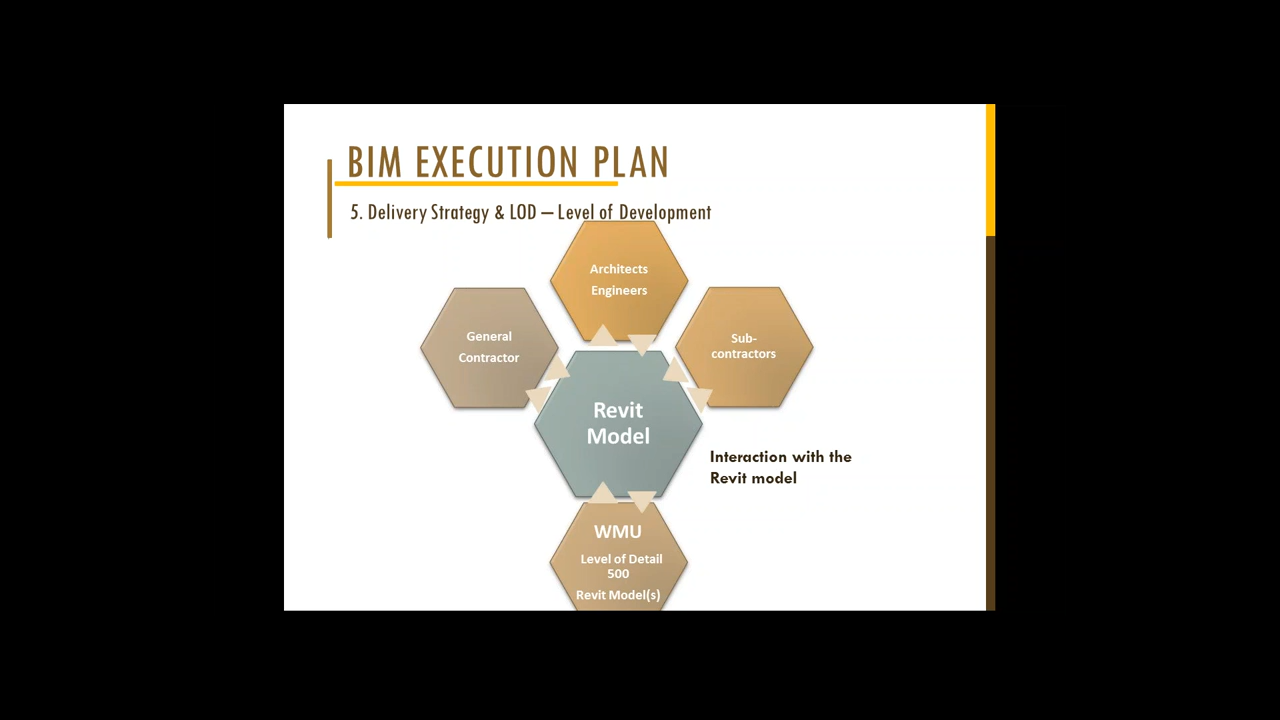 BIM EXECUTION PLAN
5. Delivery Strategy & LOD – Level of Development
Architects
Engineers
General
Contractor
Sub-
contractors
Revit
Model
Interaction with the
Revit model
WMU
Level of Detail
500
Revit Model(s)